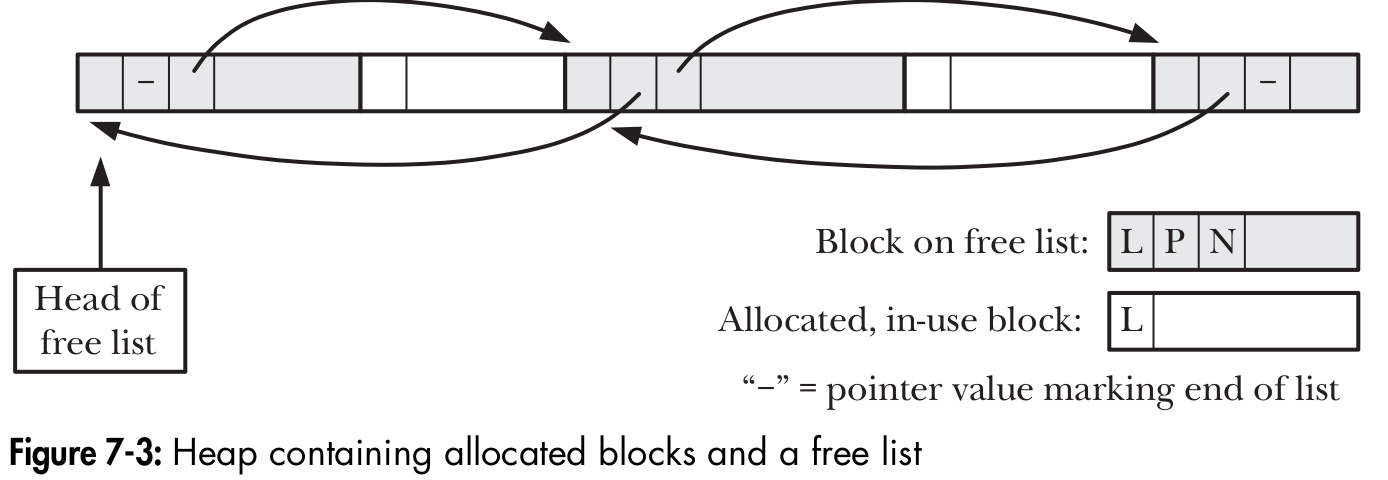 –
–
Block on free list: L P N
Head of
free list
Allocated, in-use block: L
“–” = pointer value marking end of list
Figure 7-3: Heap containing allocated blocks and a free list